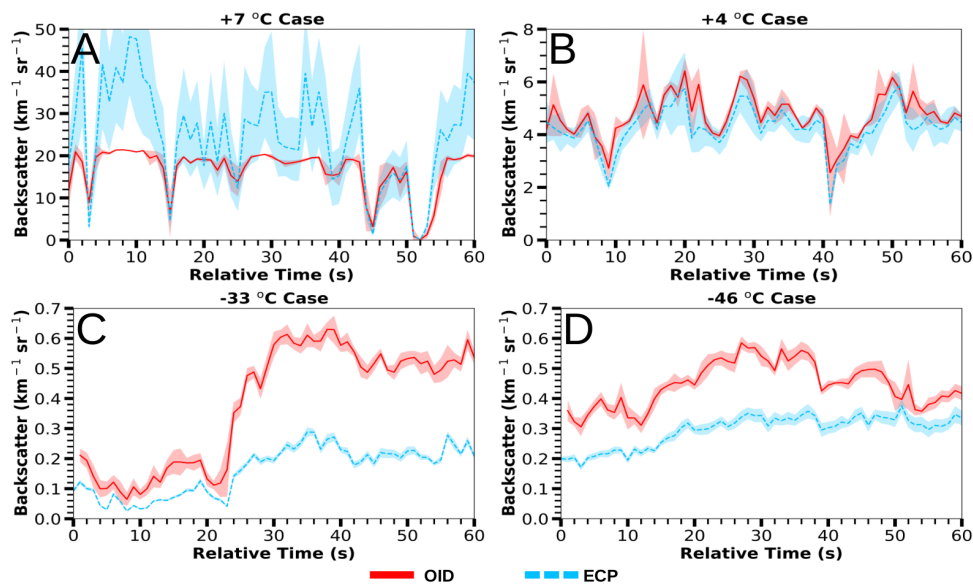 +7 °C Case
A
Backscatter (km⁻¹ sr⁻¹)
50
40
30
20
10
0
0 10 20 30 40 50 60
Relative Time (s)
+4 °C Case
B
Backscatter (km⁻¹ sr⁻¹)
8
6
4
2
0
0 10 20 30 40 50 60
Relative Time (s)
-33 °C Case
C
Backscatter (km⁻¹ sr⁻¹)
0.7
0.6
0.5
0.4
0.3
0.2
0.1
0.0
0 10 20 30 40 50 60
Relative Time (s)
-46 °C Case
D
Backscatter (km⁻¹ sr⁻¹)
0.7
0.6
0.5
0.4
0.3
0.2
0.1
0.0
0 10 20 30 40 50 60
Relative Time (s)
OID
ECP